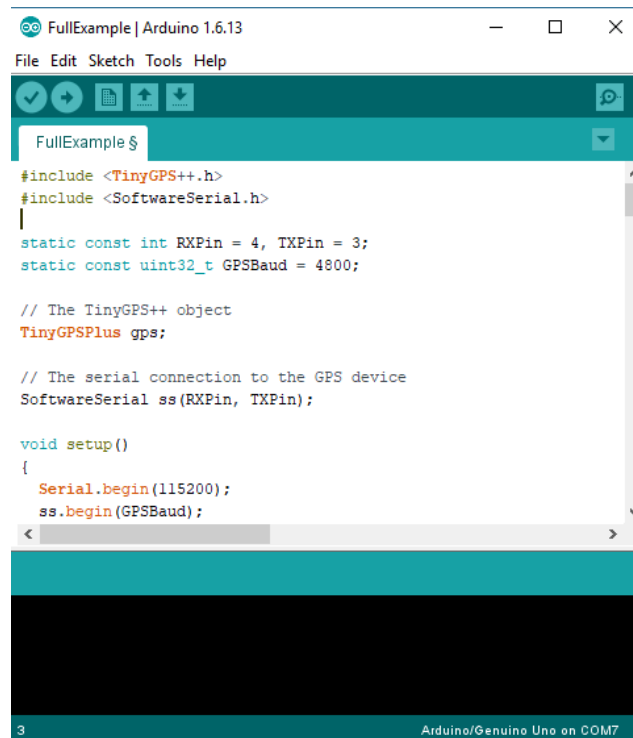 FullExample | Arduino 1.6.13
File Edit Sketch Tools Help
FullExample §
#include <TinyGPS++.h>
#include <SoftwareSerial.h>
static const int RXPin = 4, TXPin = 3;
static const uint32_t GPSBaud = 4800;
// The TinyGPS++ object
TinyGPSPlus gps;
// The serial connection to the GPS device
SoftwareSerial ss(RXPin, TXPin);
void setup()
{
  Serial.begin(115200);
  ss.begin(GPSBaud);
3 Arduino/Genuino Uno on COM7